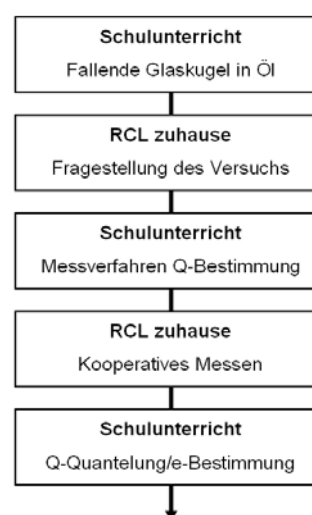 Schulunterricht
Fallende Glaskugel in Öl
RCL zuhause
Fragestellung des Versuchs
Schulunterricht
Messverfahren Q-Bestimmung
RCL zuhause
Kooperatives Messen
Schulunterricht
Q-Quantelung/e-Bestimmung